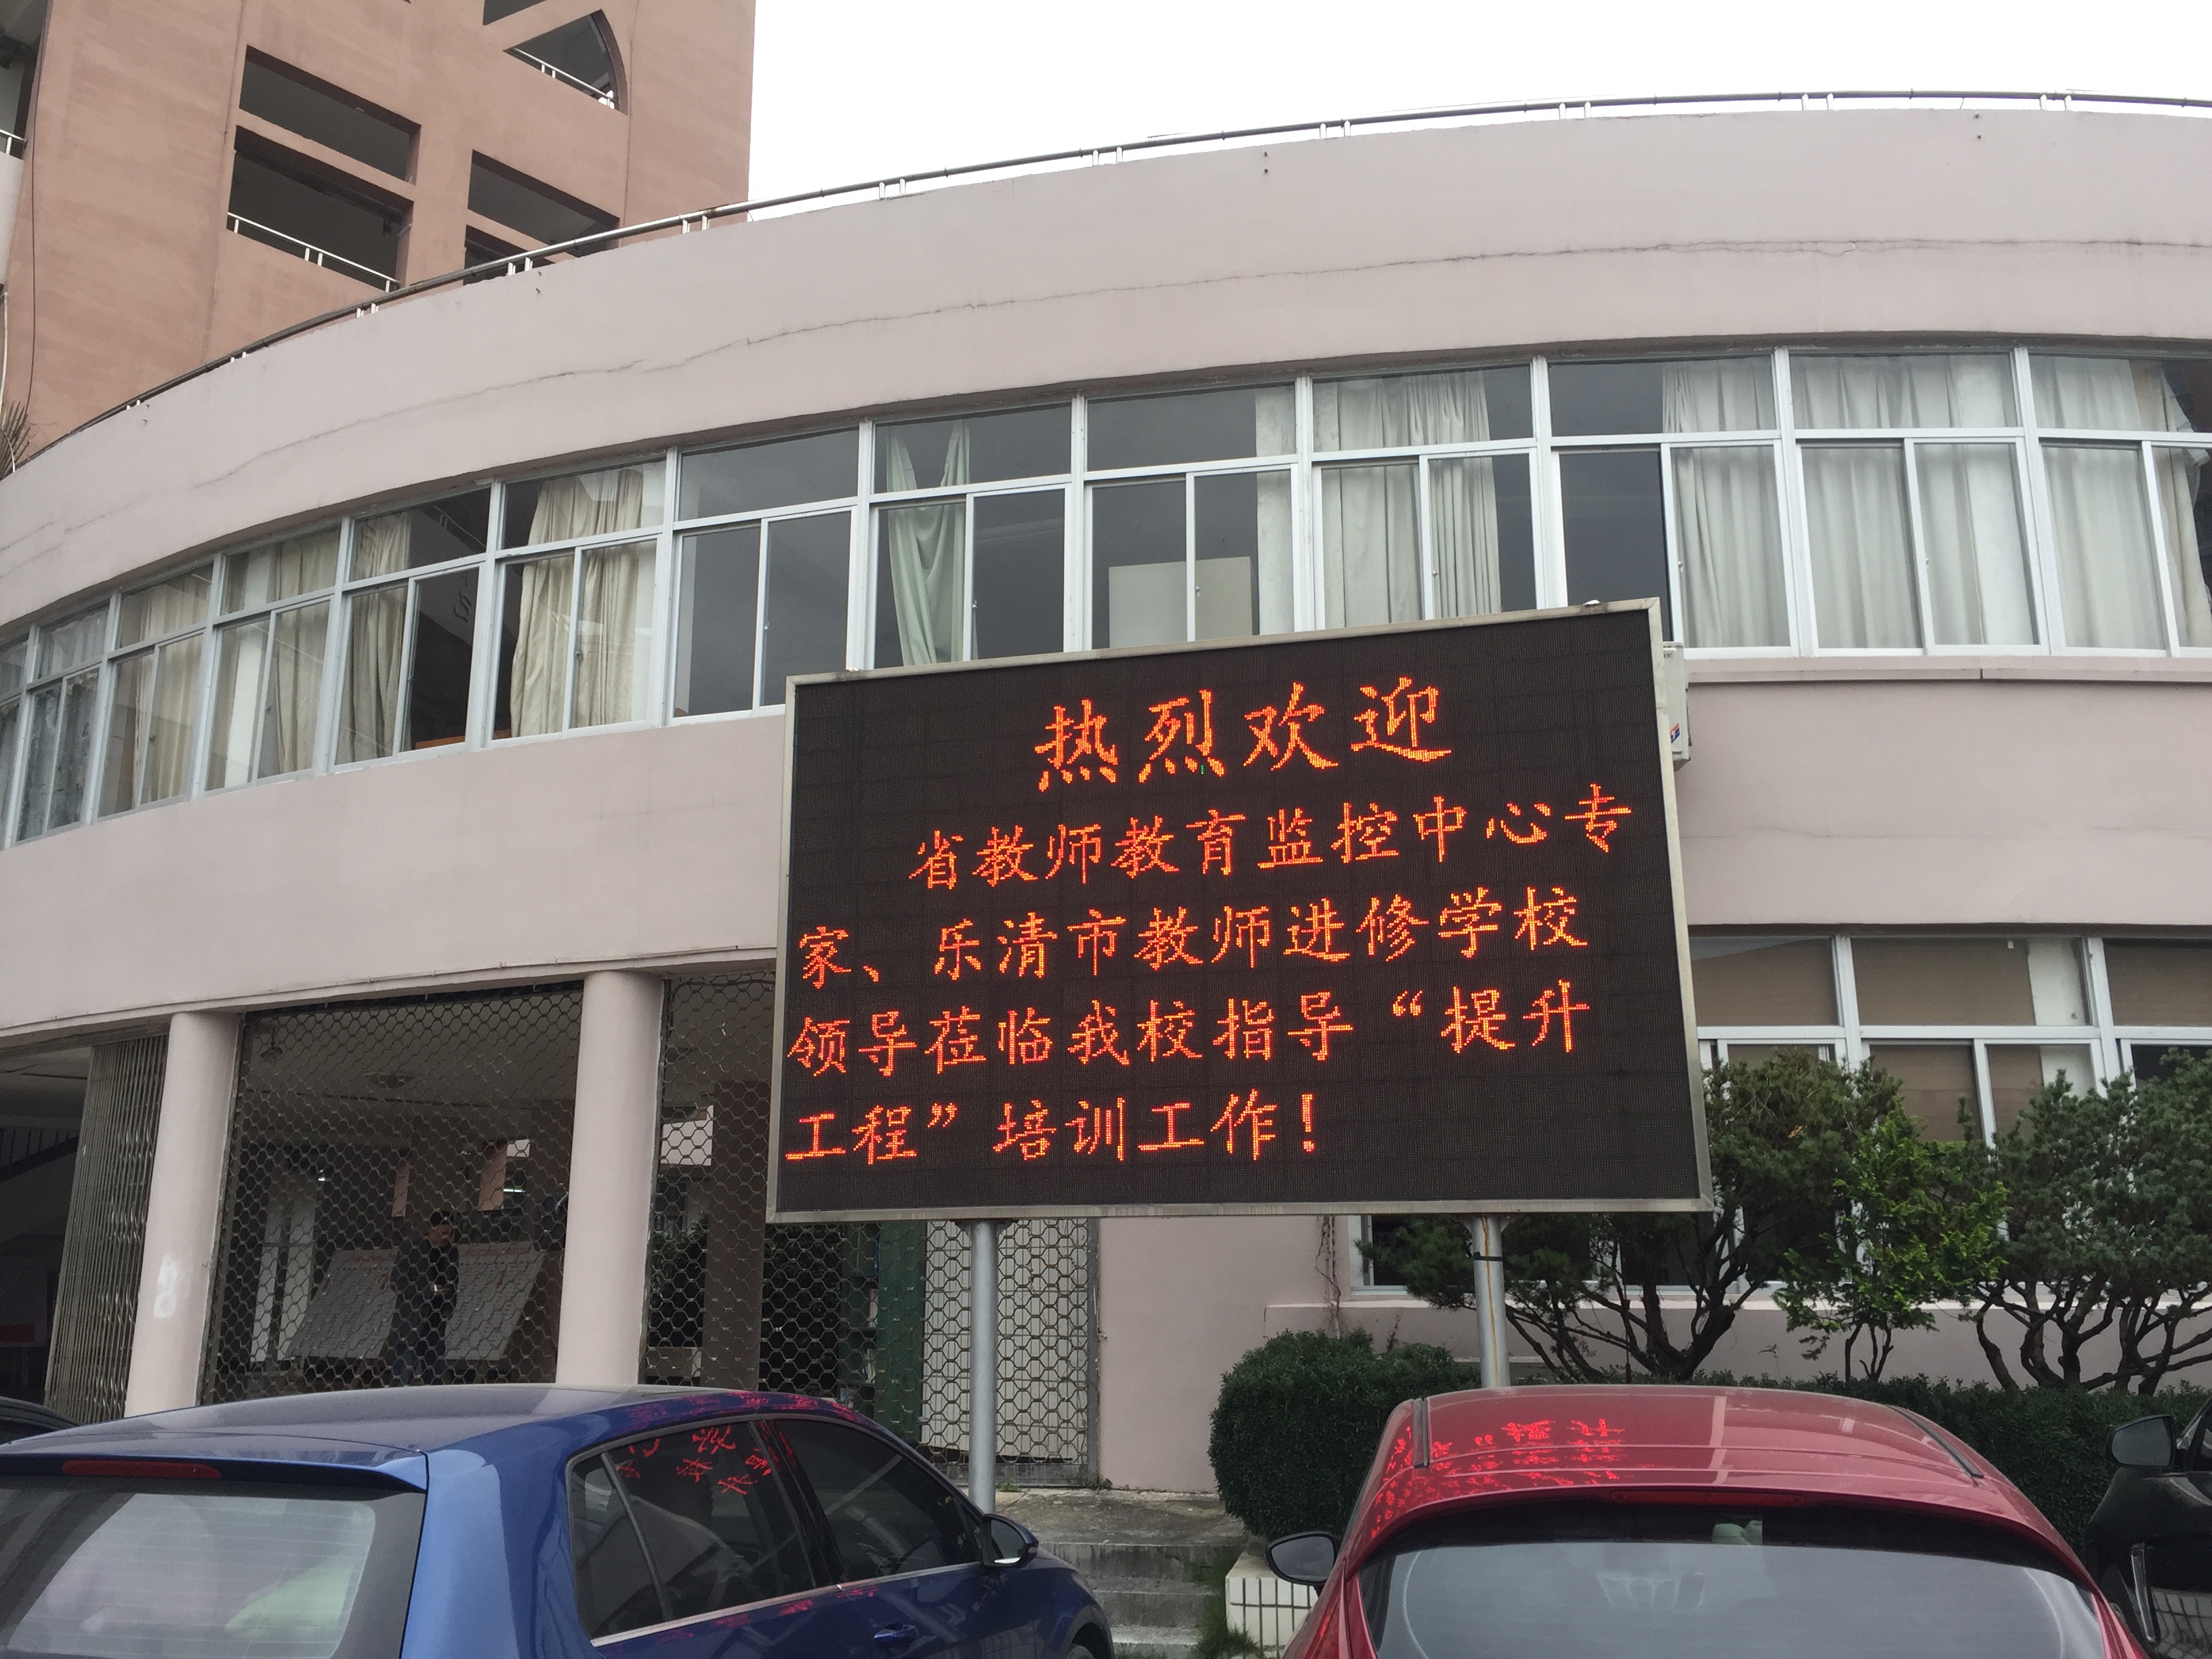 热烈欢迎
省教师教育监控中心专
家、乐清市教师进修学校
领导莅临我校指导“提升
工程”培训工作！